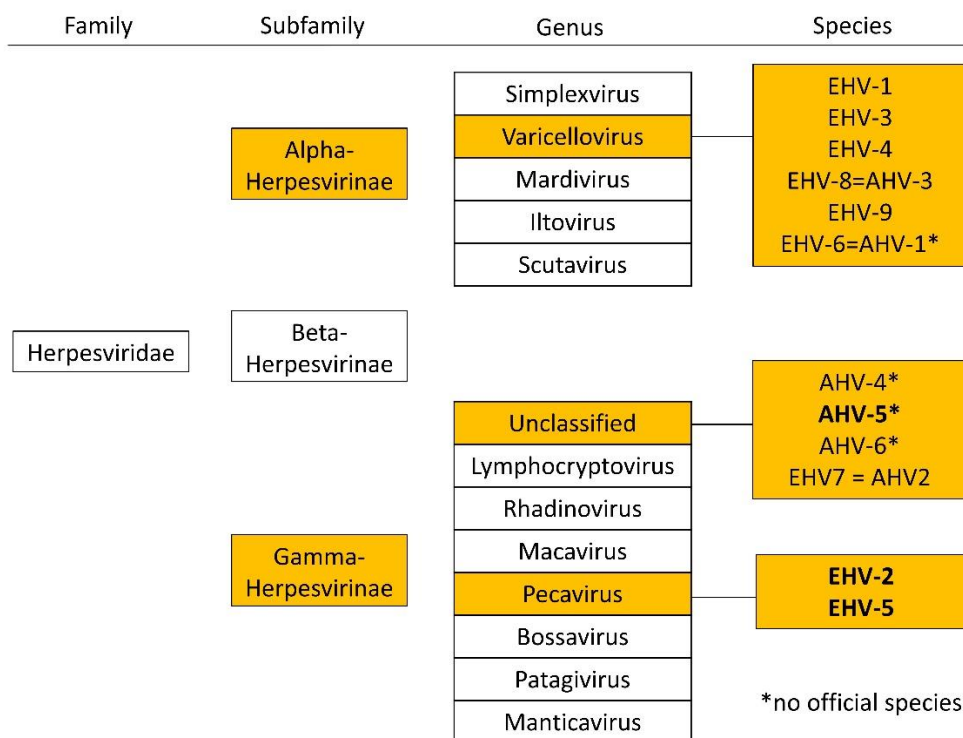 Family
Subfamily
Genus
Species
Simplexvirus
Varicellovirus
Mardivirus
Iltovirus
Scutavirus
Alpha-
Herpesvirinae
EHV-1
EHV-3
EHV-4
EHV-8=AHV-3
EHV-9
EHV-6=AHV-1*
Herpesviridae
Beta-
Herpesvirinae
Unclassified
Lymphocryptovirus
Rhadinovirus
Macavirus
Pecavirus
Bossavirus
Patagivirus
Manticavirus
AHV-4*
AHV-5*
AHV-6*
EHV7 = AHV2
Gamma-
Herpesvirinae
EHV-2
EHV-5
*no official species